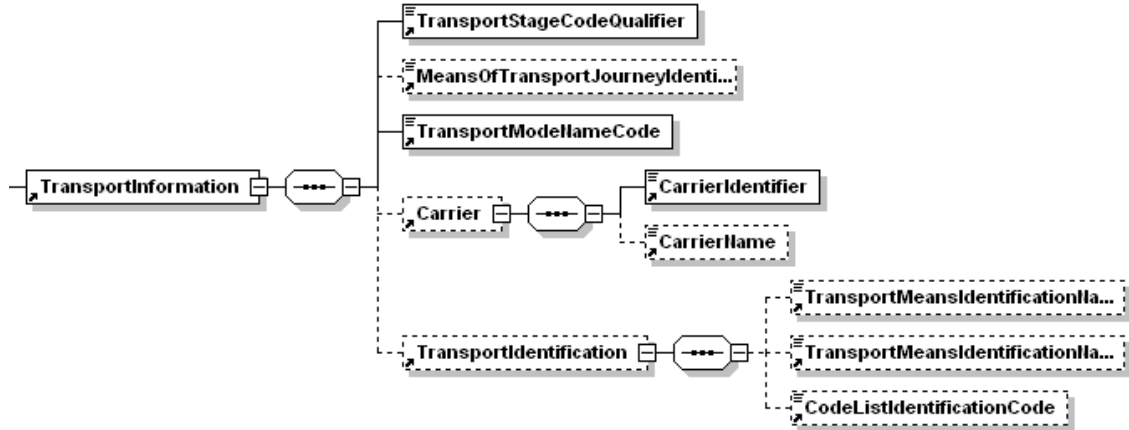 TransportStageCodeQualifier
MeansOfTransportJourneyIdenti...
TransportModeNameCode
TransportInformation
Carrier
CarrierIdentifier
CarrierName
TransportMeansIdentificationNa...
TransportIdentification
TransportMeansIdentificationNa...
CodeListIdentificationCode